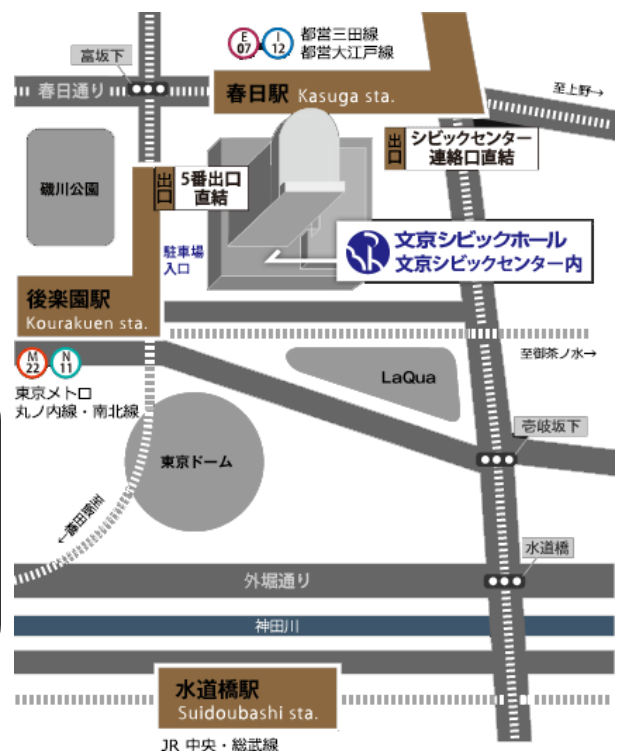 E
07
I
12
都営三田線
都営大江戸線
富坂下
春日通り
春日駅 Kasuga sta.
至上野→
出口
シビックセンター
連絡口直結
磯川公園
出口
5番出口
直結
駐車場
入口
文京シビックホール
文京シビックセンター内
後楽園駅
Kourakuen sta.
M
22
N
11
東京メトロ
丸ノ内線・南北線
至御茶ノ水→
LaQua
壱岐坂下
東京ドーム
至飯田橋→
水道橋
外堀通り
神田川
水道橋駅
Suidoubashi sta.
JR 中央・総武線